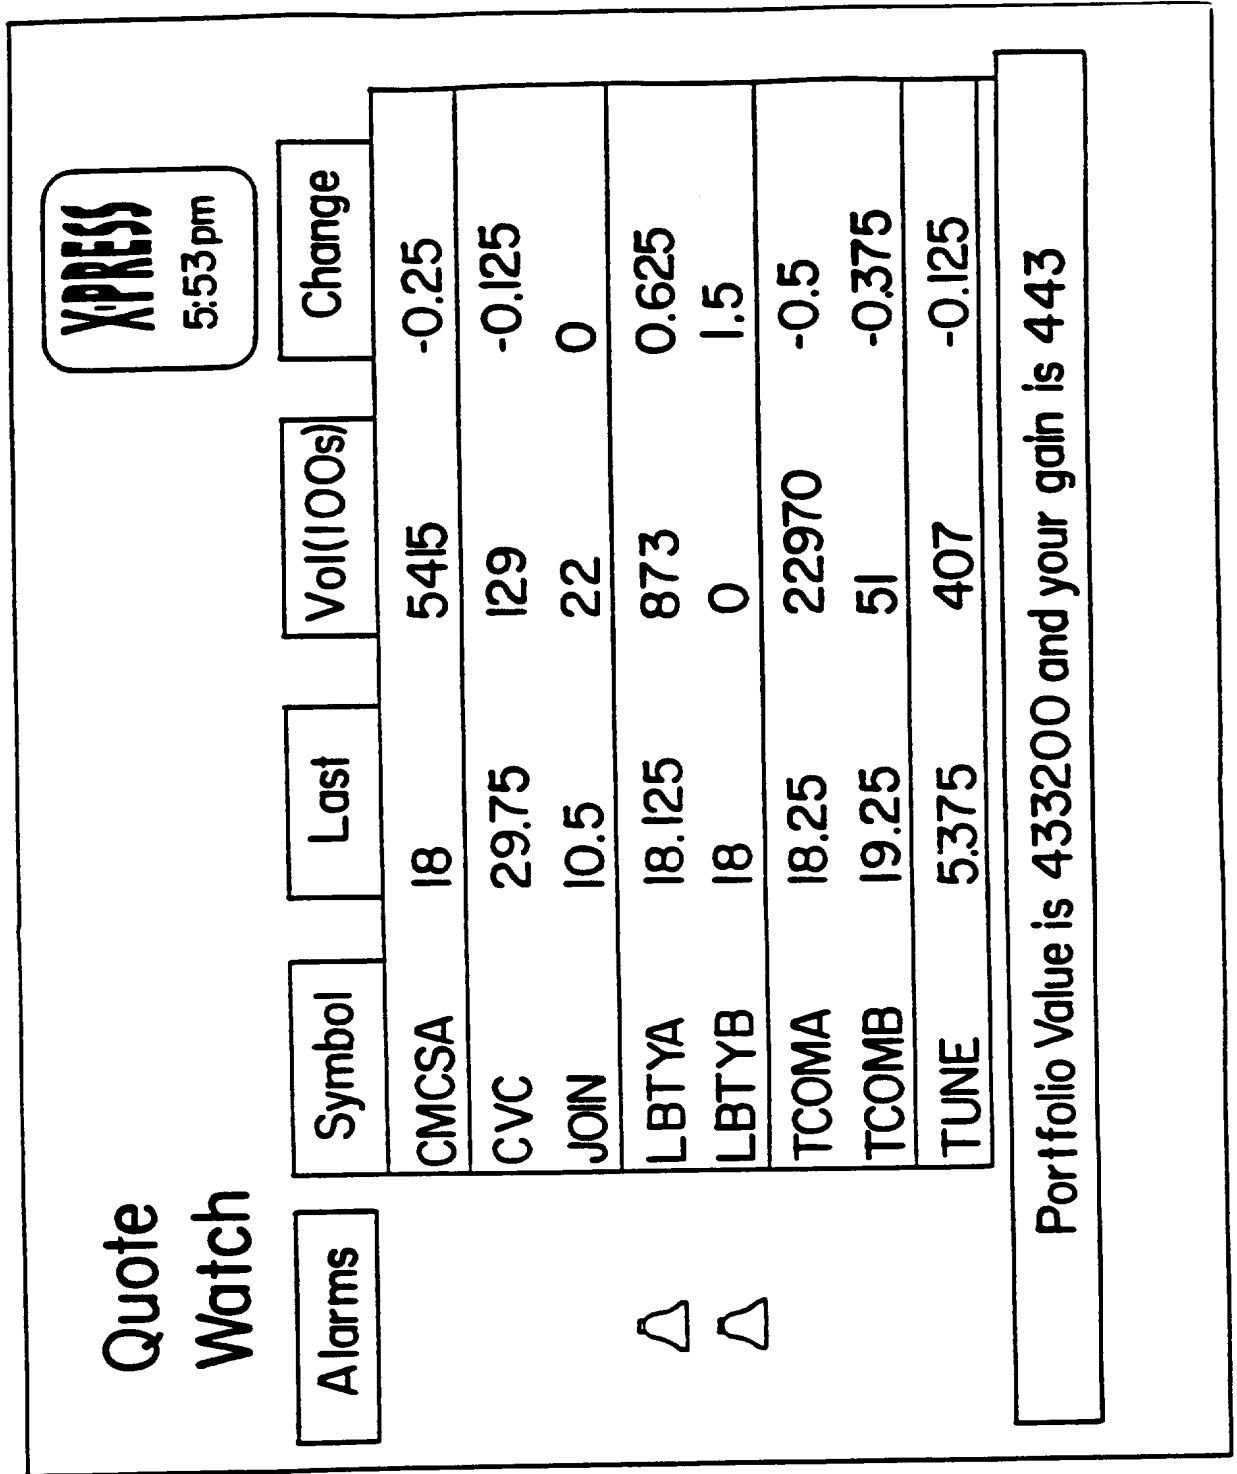 Quote
Watch
X·PRESS
5:53pm
Alarms Symbol Last Vol(100s) Change
CMCSA 18 5415 -0.25
CVC 29.75 129 -0.125
JOIN 10.5 22 0
LBTYA 18.125 873 0.625
LBTYB 18 0 1.5
TCOMA 18.25 22970 -0.5
TCOMB 19.25 51 -0.375
TUNE 5.375 407 -0.125
Portfolio Value is 433200 and your gain is 443